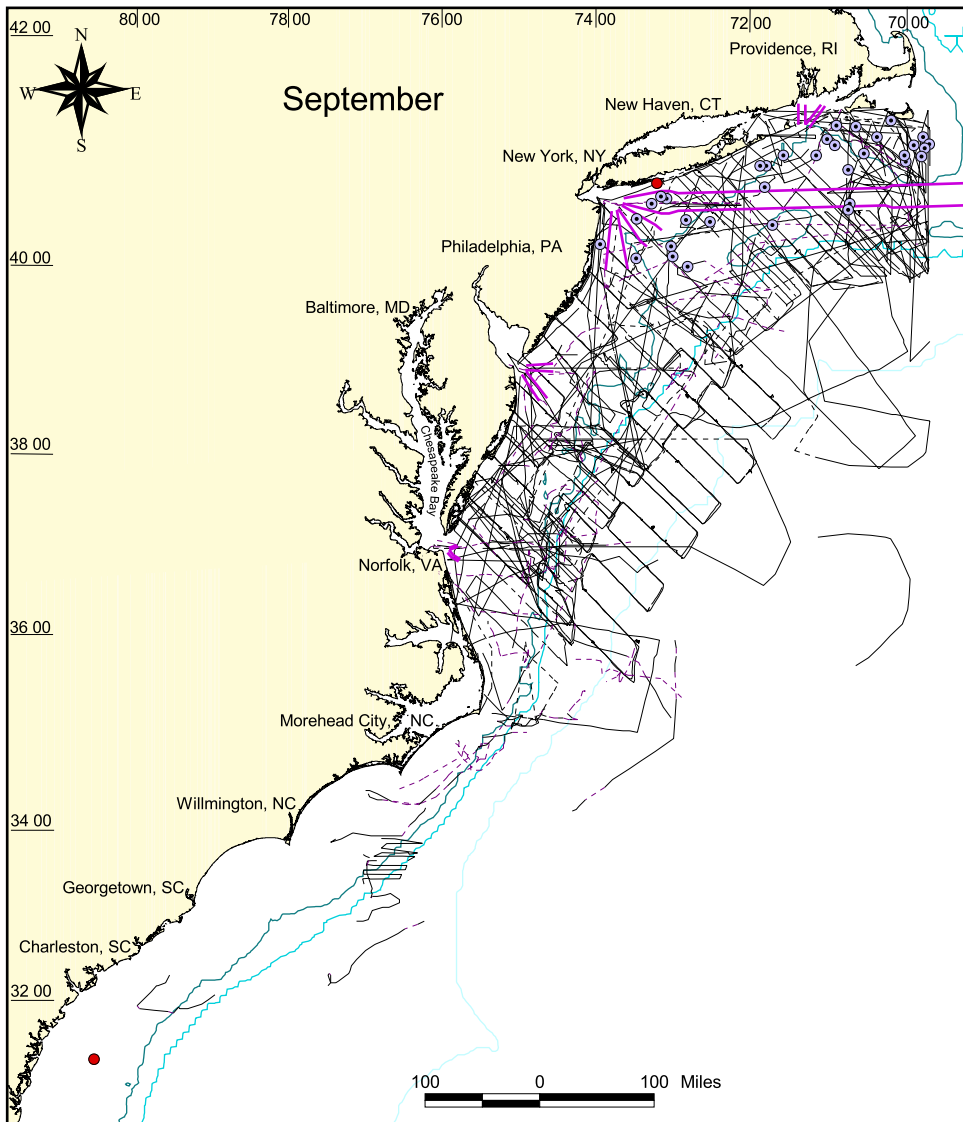 80 00 78 00 76 00 74 00 72 00 70 00
42 00
N
W E
S
September
Providence, RI
New Haven, CT
New York, NY
40 00
Philadelphia, PA
Baltimore, MD
38 00
Chesapeake Bay
Norfolk, VA
36 00
Morehead City, NC
34 00
Willmington, NC
Georgetown, SC
Charleston, SC
32 00
100 0 100 Miles